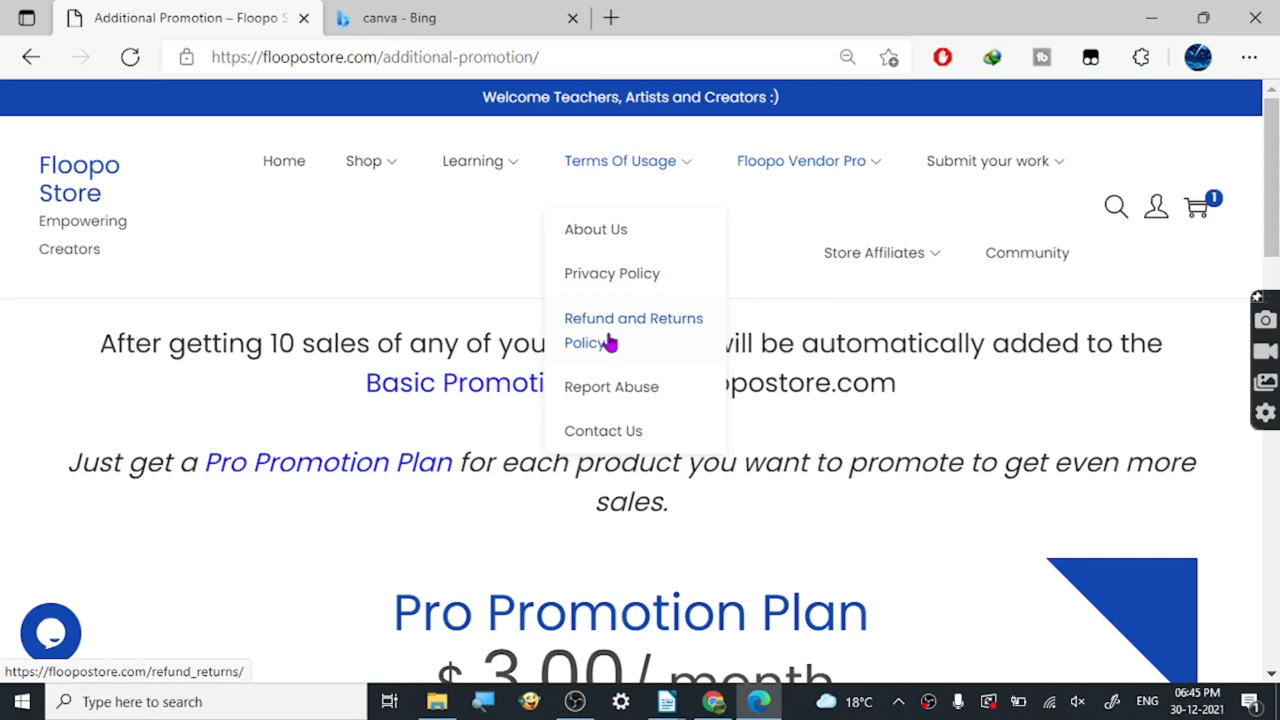 Additional Promotion – Floopo S
canva - Bing
https://floopostore.com/additional-promotion/
Welcome Teachers, Artists and Creators :)
Floopo
Store
Empowering
Creators
Home
Shop
Learning
Terms Of Usage
Floopo Vendor Pro
Submit your work
1
Store Affiliates
Community
About Us
Privacy Policy
Refund and Returns
Policy
Report Abuse
Contact Us
After getting 10 sales of any of you will be automatically added to the
Basic Promoti opostore.com
Just get a Pro Promotion Plan for each product you want to promote to get even more
sales.
Pro Promotion Plan
$ 3.00/ month
https://floopostore.com/refund_returns/
Type here to search
18°C
ENG
06:45 PM
30-12-2021
1